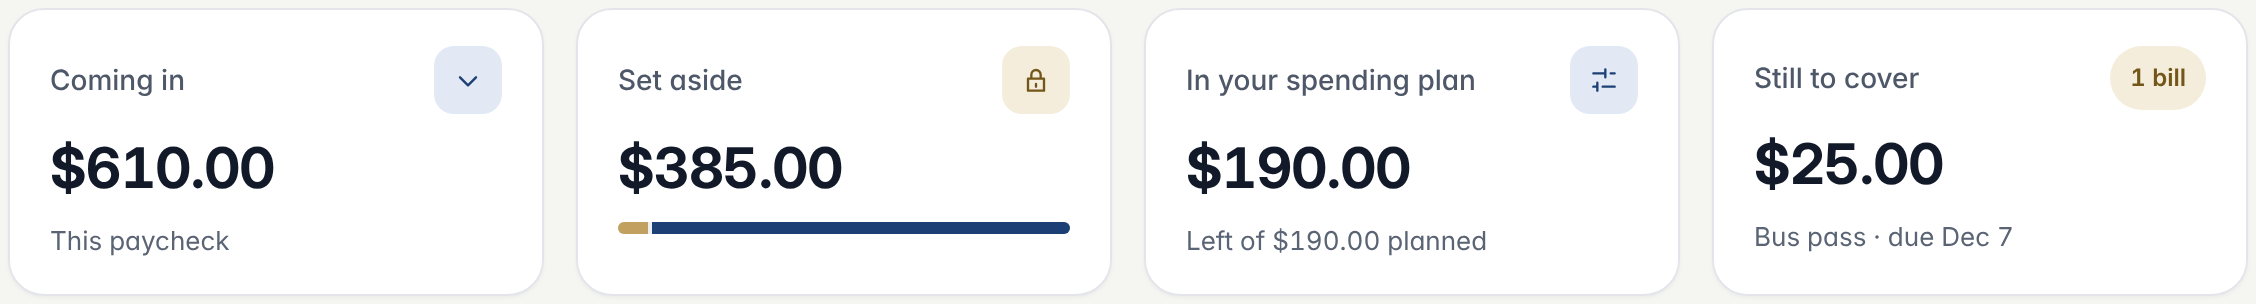 Coming in
$610.00
This paycheck
Set aside
$385.00
In your spending plan
$190.00
Left of $190.00 planned
Still to cover
1 bill
$25.00
Bus pass · due Dec 7